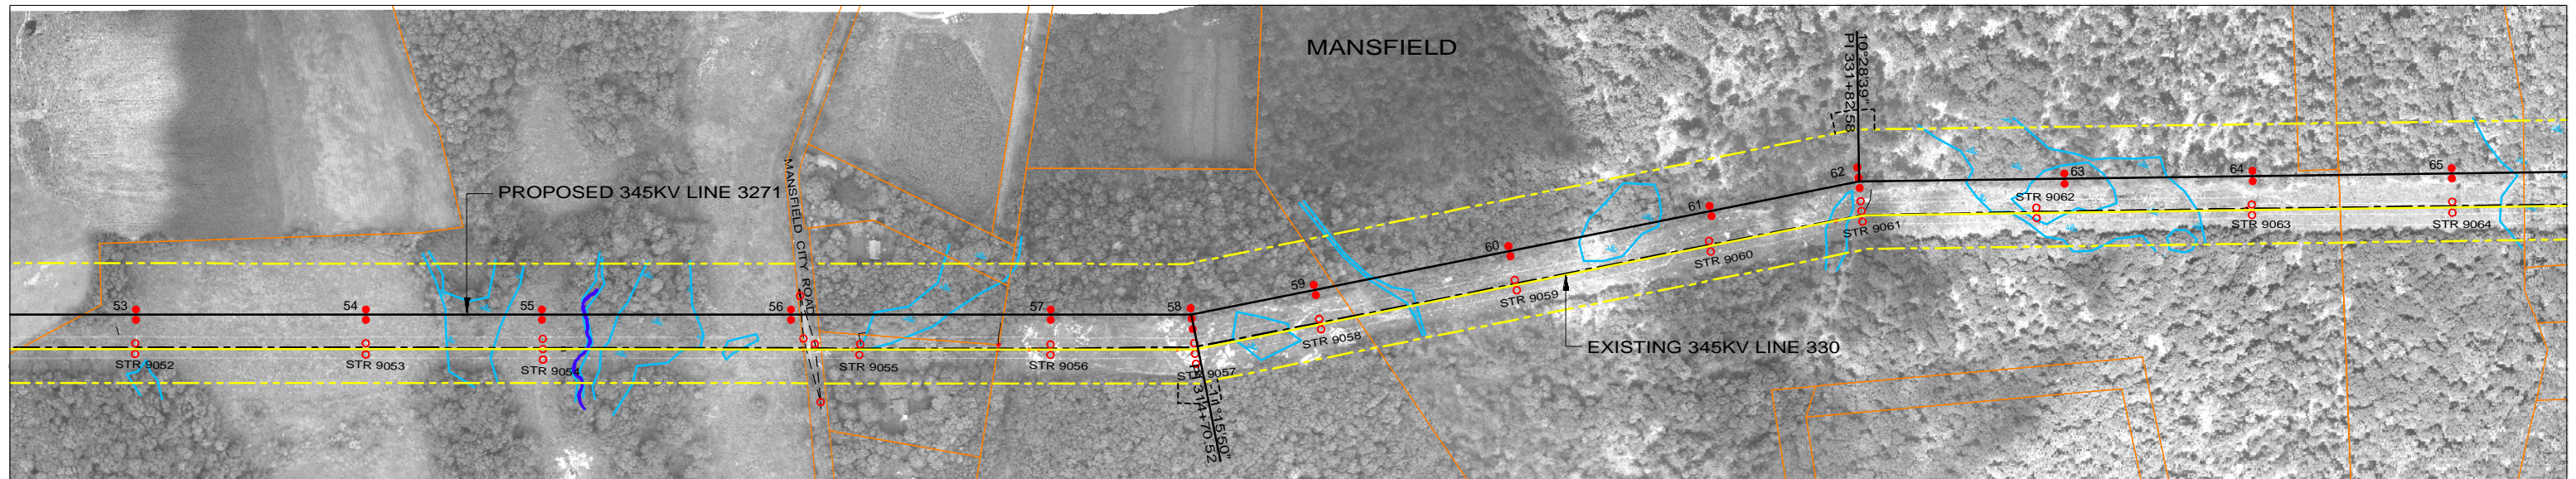 MANSFIELD
10°28'39"
PI 331+82.58
PROPOSED 345KV LINE 3271
MANSFIELD CITY ROAD
53
54
55
56
57
58
59
60
61
62
63
64
65
STR 9052
STR 9053
STR 9054
STR 9055
STR 9056
STR 9057
STR 9058
STR 9059
STR 9060
STR 9061
STR 9062
STR 9063
STR 9064
EXISTING 345KV LINE 330
314+70.52